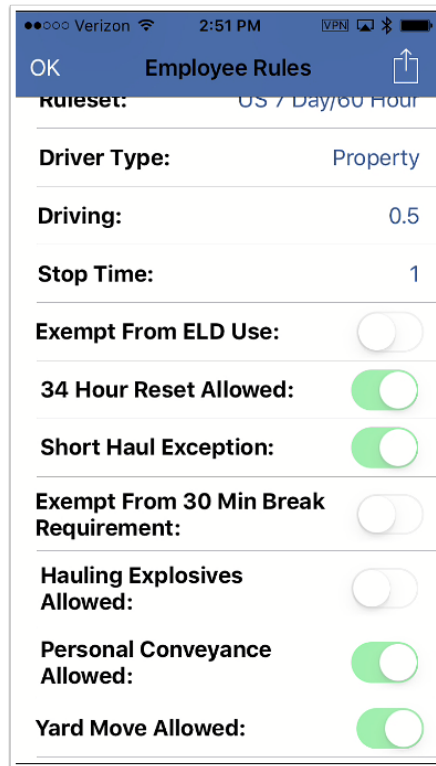 Verizon 2:51 PM VPN
OK Employee Rules
Ruleset: US 7 Day/60 Hour
Driver Type: Property
Driving: 0.5
Stop Time: 1
Exempt From ELD Use:
34 Hour Reset Allowed:
Short Haul Exception:
Exempt From 30 Min Break
Requirement:
Hauling Explosives
Allowed:
Personal Conveyance
Allowed:
Yard Move Allowed: